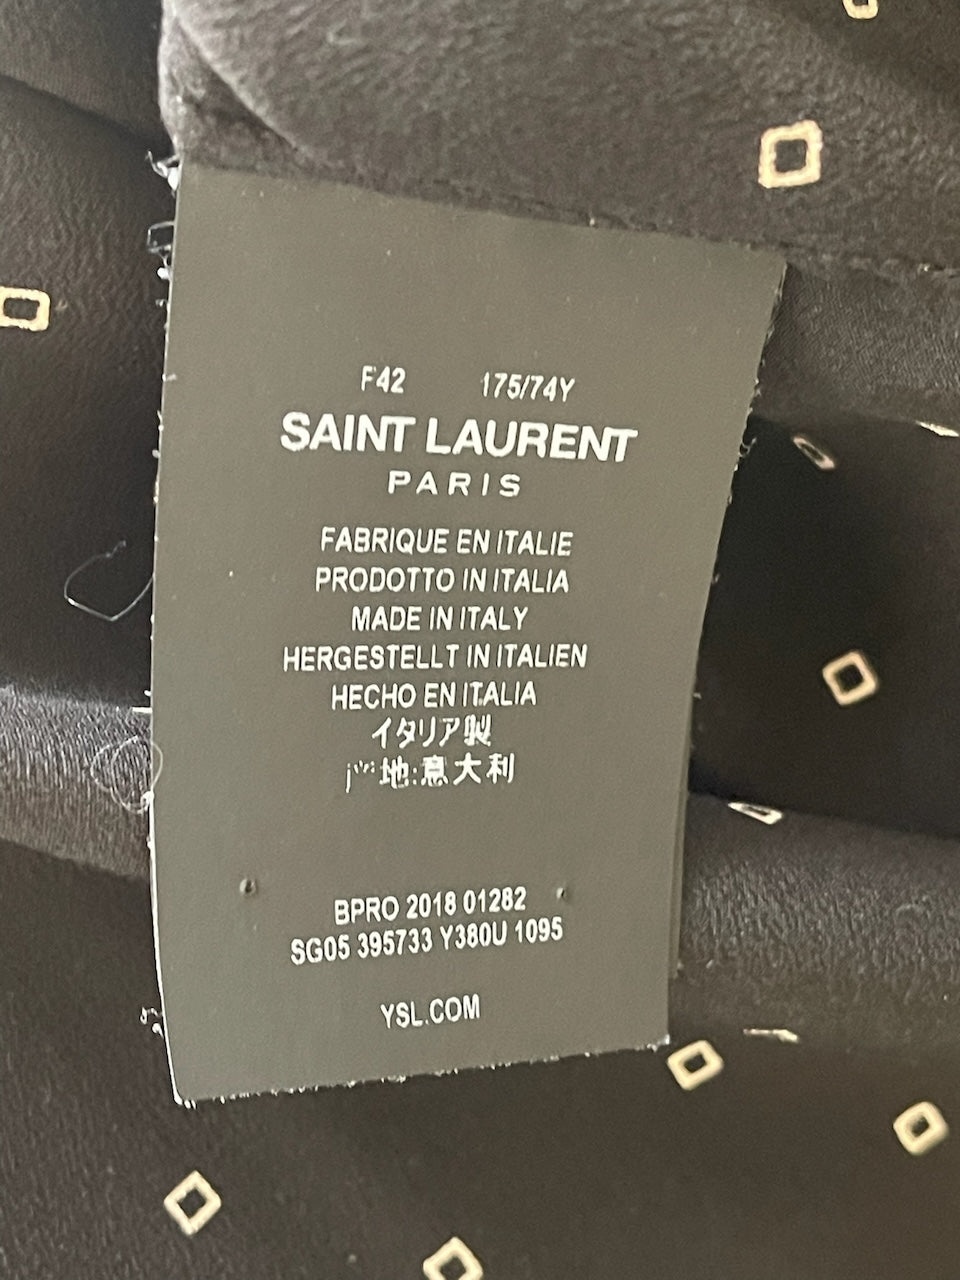 F42 175/74Y
SAINT LAURENT
PARIS
FABRIQUE EN ITALIE
PRODOTTO IN ITALIA
MADE IN ITALY
HERGESTELLT IN ITALIEN
HECHO EN ITALIA
イタリア製
地:意大利
BPRO 2018 01282
SG05 395733 Y380U 1095
YSL.COM